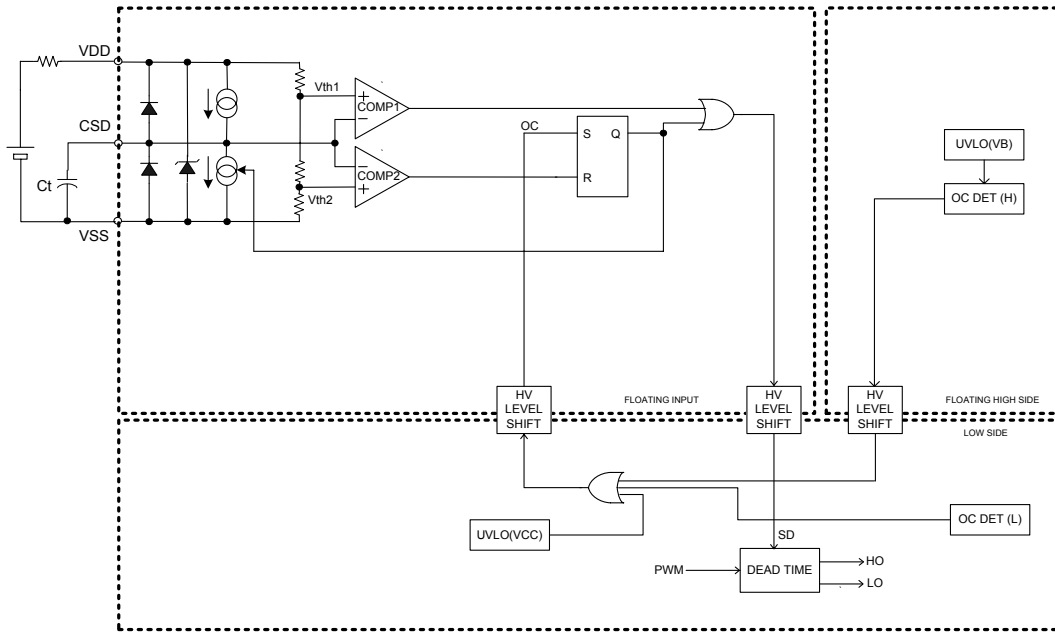 VDD
Vth1
COMP1
CSD
OC
S
Q
UVLO(VB)
Ct
COMP2
R
OC DET (H)
Vth2
VSS
HV
LEVEL
SHIFT
FLOATING INPUT
HV
LEVEL
SHIFT
HV
LEVEL
SHIFT
FLOATING HIGH SIDE
LOW SIDE
UVLO(VCC)
OC DET (L)
SD
PWM
DEAD TIME
HO
LO